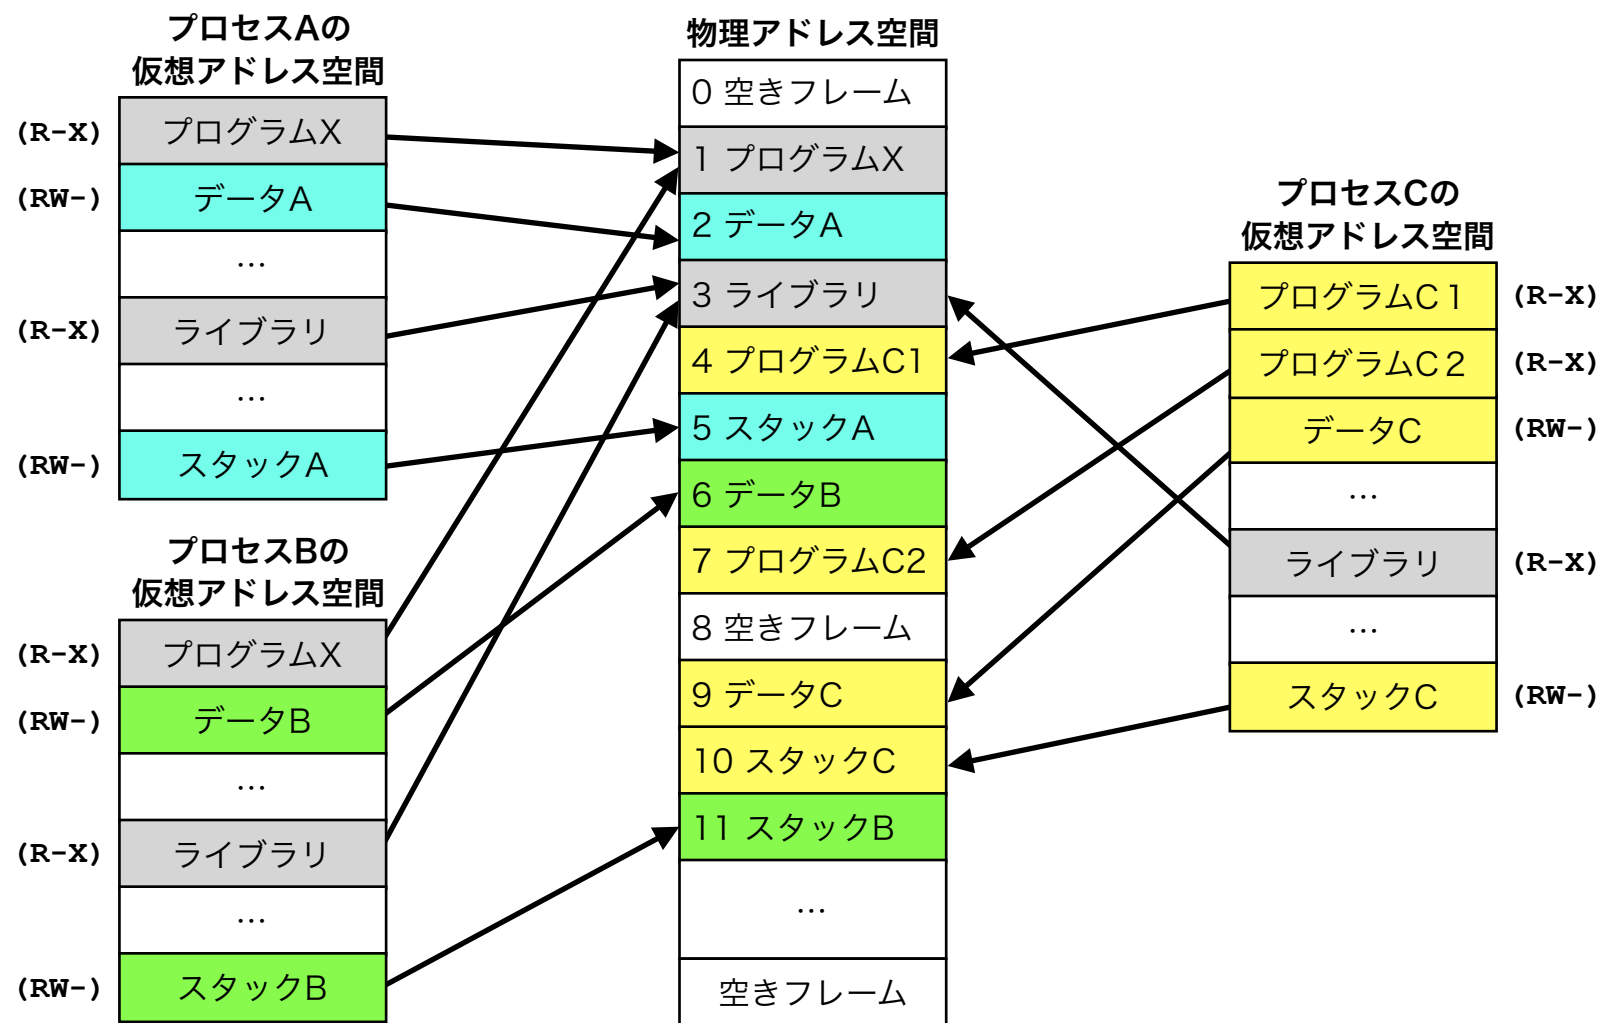 プロセスAの
仮想アドレス空間
(R-X)
プログラムX
(RW-)
データA
…
(R-X)
ライブラリ
…
(RW-)
スタックA
プロセスBの
仮想アドレス空間
(R-X)
プログラムX
(RW-)
データB
…
(R-X)
ライブラリ
…
(RW-)
スタックB
物理アドレス空間
0 空きフレーム
1 プログラムX
2 データA
3 ライブラリ
4 プログラムC1
5 スタックA
6 データB
7 プログラムC2
8 空きフレーム
9 データC
10 スタックC
11 スタックB
…
空きフレーム
プロセスCの
仮想アドレス空間
プログラムC1
(R-X)
プログラムC2
(R-X)
データC
(RW-)
…
ライブラリ
(R-X)
…
スタックC
(RW-)